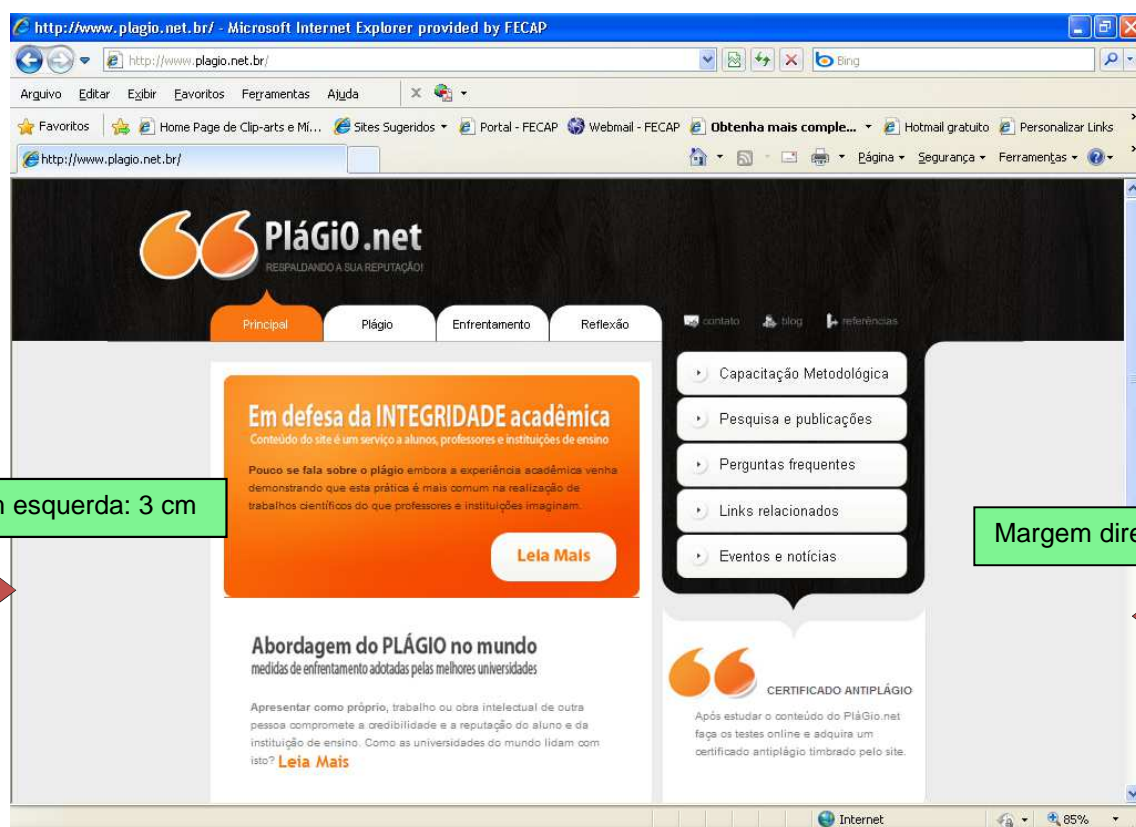 http://www.plagio.net.br/ - Microsoft Internet Explorer provided by FECAP
http://www.plagio.net.br/
Bing
Arquivo Editar Exibir Favoritos Ferramentas Ajuda
Favoritos Home Page de Clip-arts e Mí... Sites Sugeridos Portal - FECAP Webmail - FECAP Obtenha mais comple... Hotmail gratuito Personalizar Links
http://www.plagio.net.br/
Página Segurança Ferramentas
PláGiO.net
RESPALDANDO A SUA REPUTAÇÃO!
Principal Plágio Enfrentamento Reflexão
contato blog referências
Em defesa da INTEGRIDADE acadêmica
Conteúdo do site é um serviço a alunos, professores e instituições de ensino
Pouco se fala sobre o plágio embora a experiência acadêmica venha
demonstrando que esta prática é mais comum na realização de
trabalhos científicos do que professores e instituições imaginam.
Leia Mais
Capacitação Metodológica
Pesquisa e publicações
Perguntas frequentes
Links relacionados
Eventos e notícias
esquerda: 3 cm
Margem dire
Abordagem do PLÁGIO no mundo
medidas de enfrentamento adotadas pelas melhores universidades
Apresentar como próprio, trabalho ou obra intelectual de outra
pessoa compromete a credibilidade e a reputação do aluno e da
instituição de ensino. Como as universidades do mundo lidam com
isto? Leia Mais
CERTIFICADO ANTIPLÁGIO
Após estudar o conteúdo do PláGio.net
faça os testes online e adquira um
certificado antiplágio timbrado pelo site.
Internet 85%